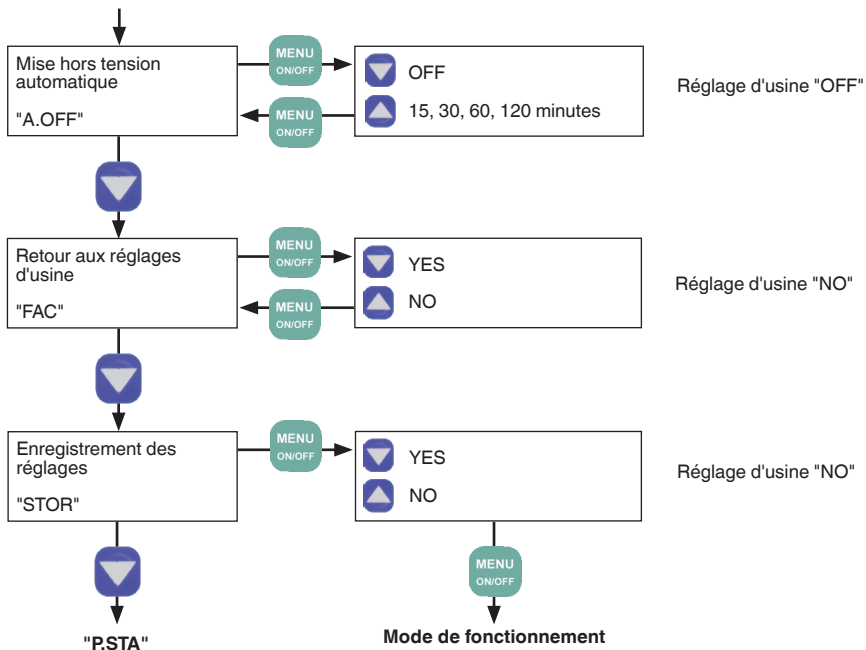 MENU
ON/OFF
Mise hors tension
automatique
"A.OFF"
OFF
15, 30, 60, 120 minutes
Réglage d'usine "OFF"
MENU
ON/OFF
MENU
ON/OFF
Retour aux réglages
d'usine
"FAC"
YES
NO
Réglage d'usine "NO"
MENU
ON/OFF
MENU
ON/OFF
Enregistrement des
réglages
"STOR"
YES
NO
Réglage d'usine "NO"
MENU
ON/OFF
"P.STA"
Mode de fonctionnement